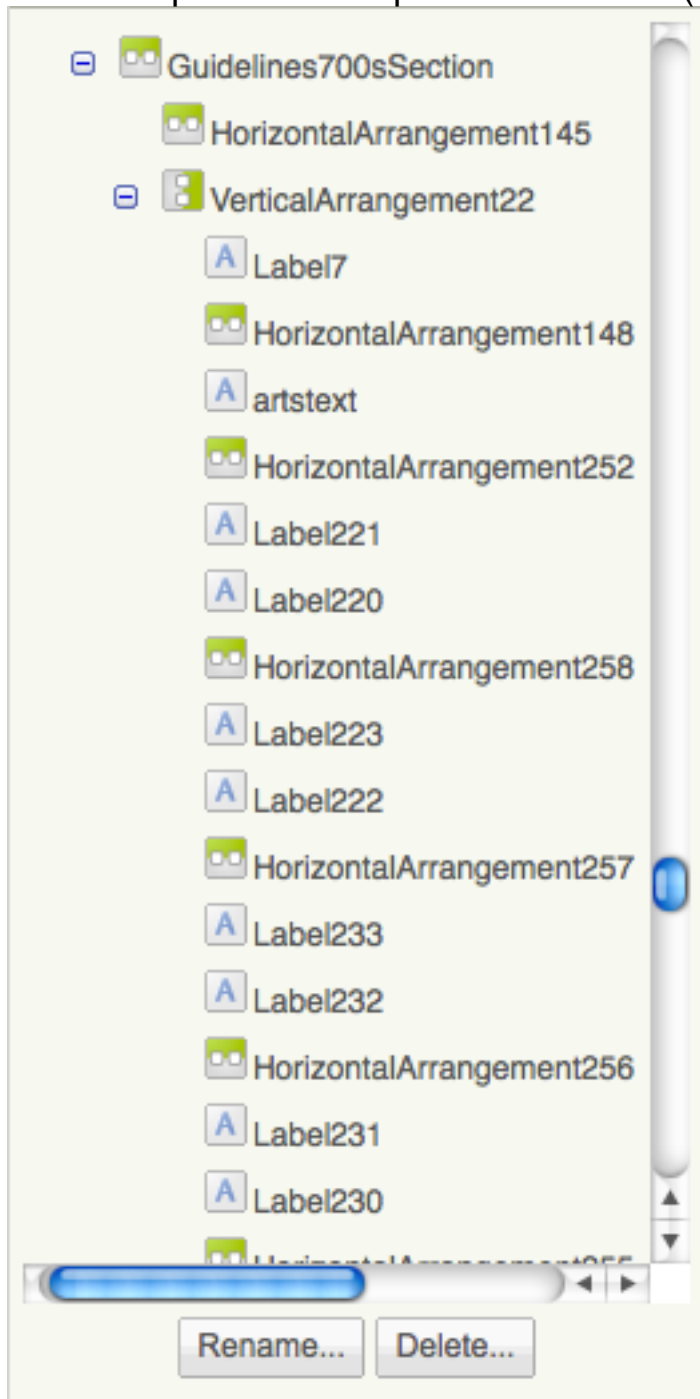 Guidelines700sSection
HorizontalArrangement145
VerticalArrangement22
A Label7
HorizontalArrangement148
A artstext
HorizontalArrangement252
A Label221
A Label220
HorizontalArrangement258
A Label223
A Label222
HorizontalArrangement257
A Label233
A Label232
HorizontalArrangement256
A Label231
A Label230
Rename... Delete...